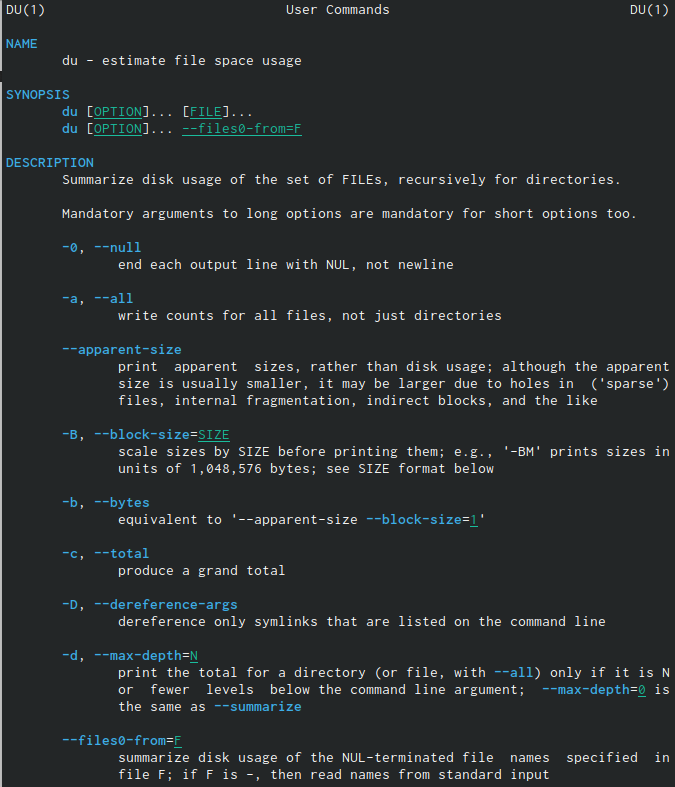 DU(1) User Commands DU(1)
NAME
du - estimate file space usage
SYNOPSIS
du [OPTION]... [FILE]...
du [OPTION]... --files0-from=F
DESCRIPTION
Summarize disk usage of the set of FILEs, recursively for directories.
Mandatory arguments to long options are mandatory for short options too.
-0, --null
end each output line with NUL, not newline
-a, --all
write counts for all files, not just directories
--apparent-size
print apparent sizes, rather than disk usage; although the apparent
size is usually smaller, it may be larger due to holes in ('sparse')
files, internal fragmentation, indirect blocks, and the like
-B, --block-size=SIZE
scale sizes by SIZE before printing them; e.g., '-BM' prints sizes in
units of 1,048,576 bytes; see SIZE format below
-b, --bytes
equivalent to '--apparent-size --block-size=1'
-c, --total
produce a grand total
-D, --dereference-args
dereference only symlinks that are listed on the command line
-d, --max-depth=N
print the total for a directory (or file, with --all) only if it is N
or fewer levels below the command line argument; --max-depth=0 is
the same as --summarize
--files0-from=F
summarize disk usage of the NUL-terminated file names specified in
file F; if F is -, then read names from standard input